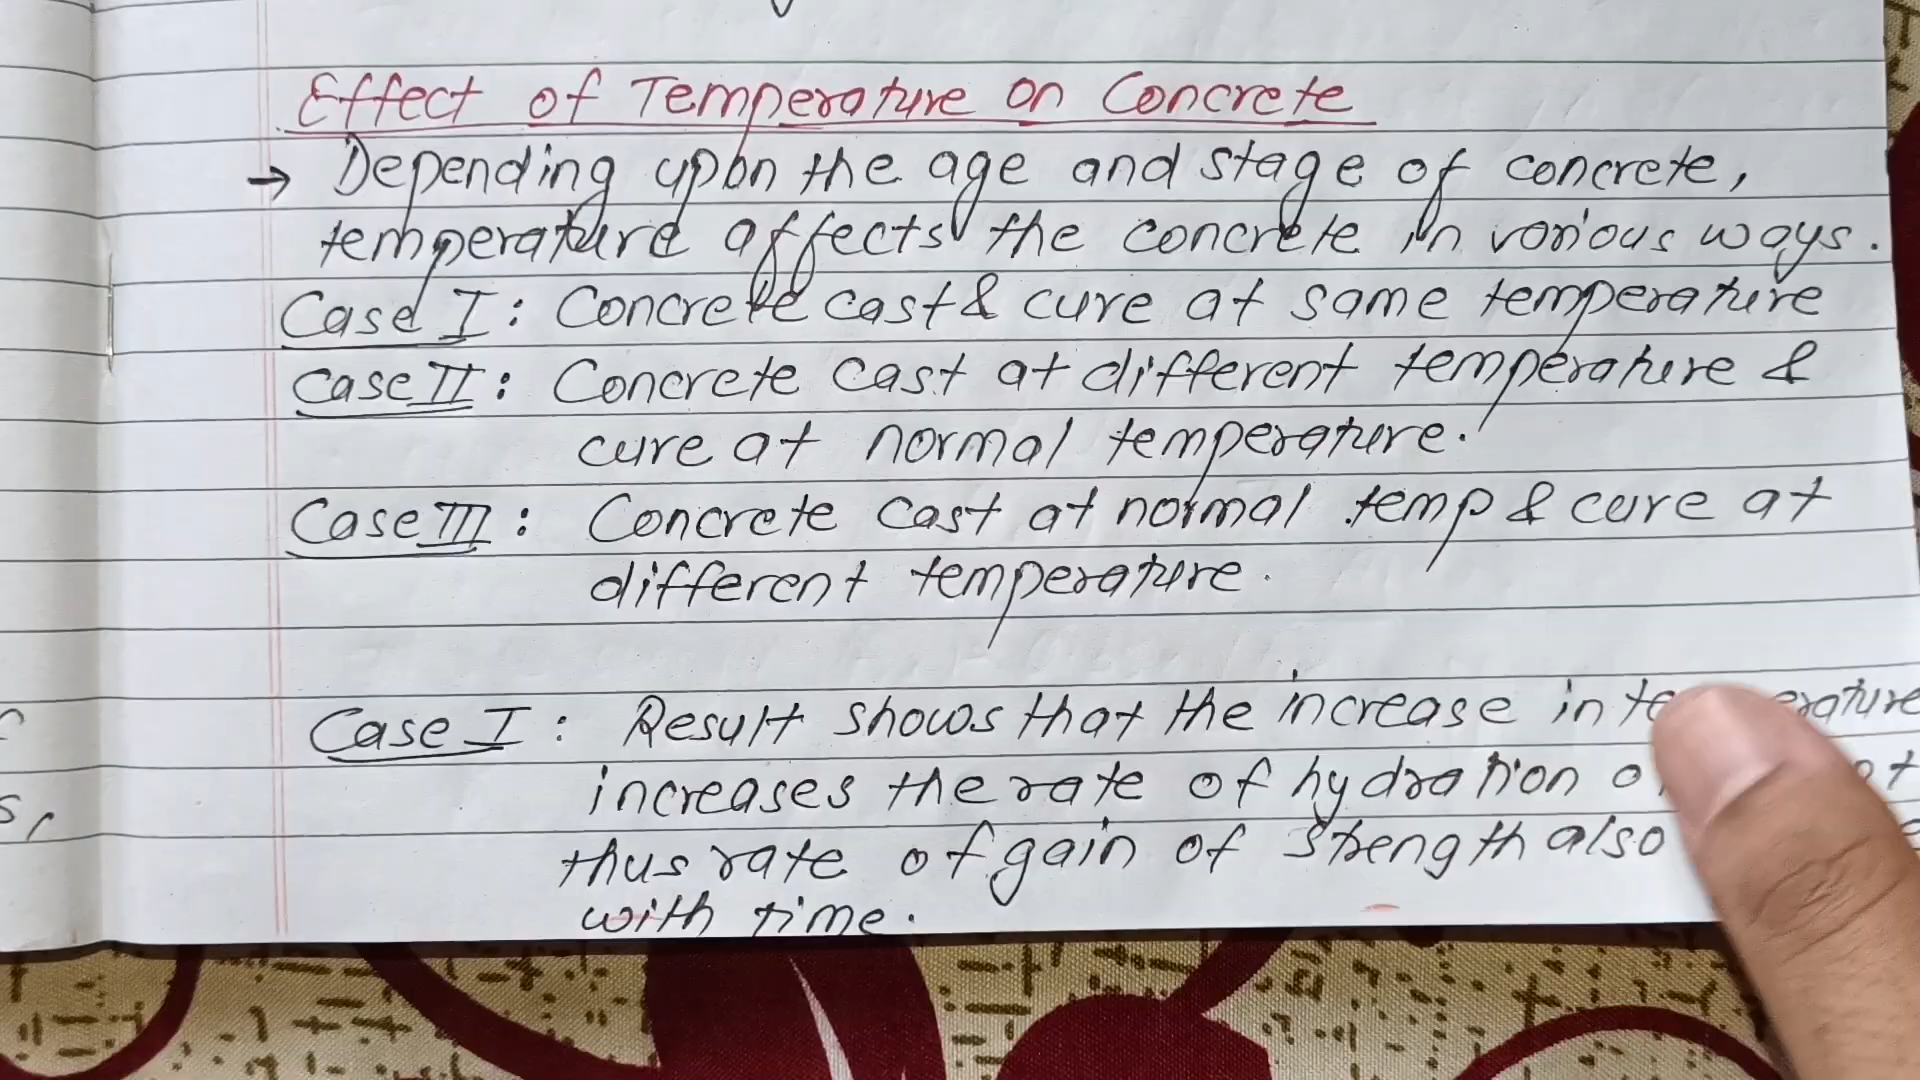 Effect of Temperature on Concrete
→ Depending upon the age and stage of concrete,
temperature affects the concrete in various ways.
Case I : Concrete cast & cure at same temperature
Case II : Concrete cast at different temperature &
cure at normal temperature.
Case III : Concrete cast at normal temp & cure at
different temperature.
Case I : Result shows that the increase in
increases the rate of hydration
thus rate of gain of strength also
with time.